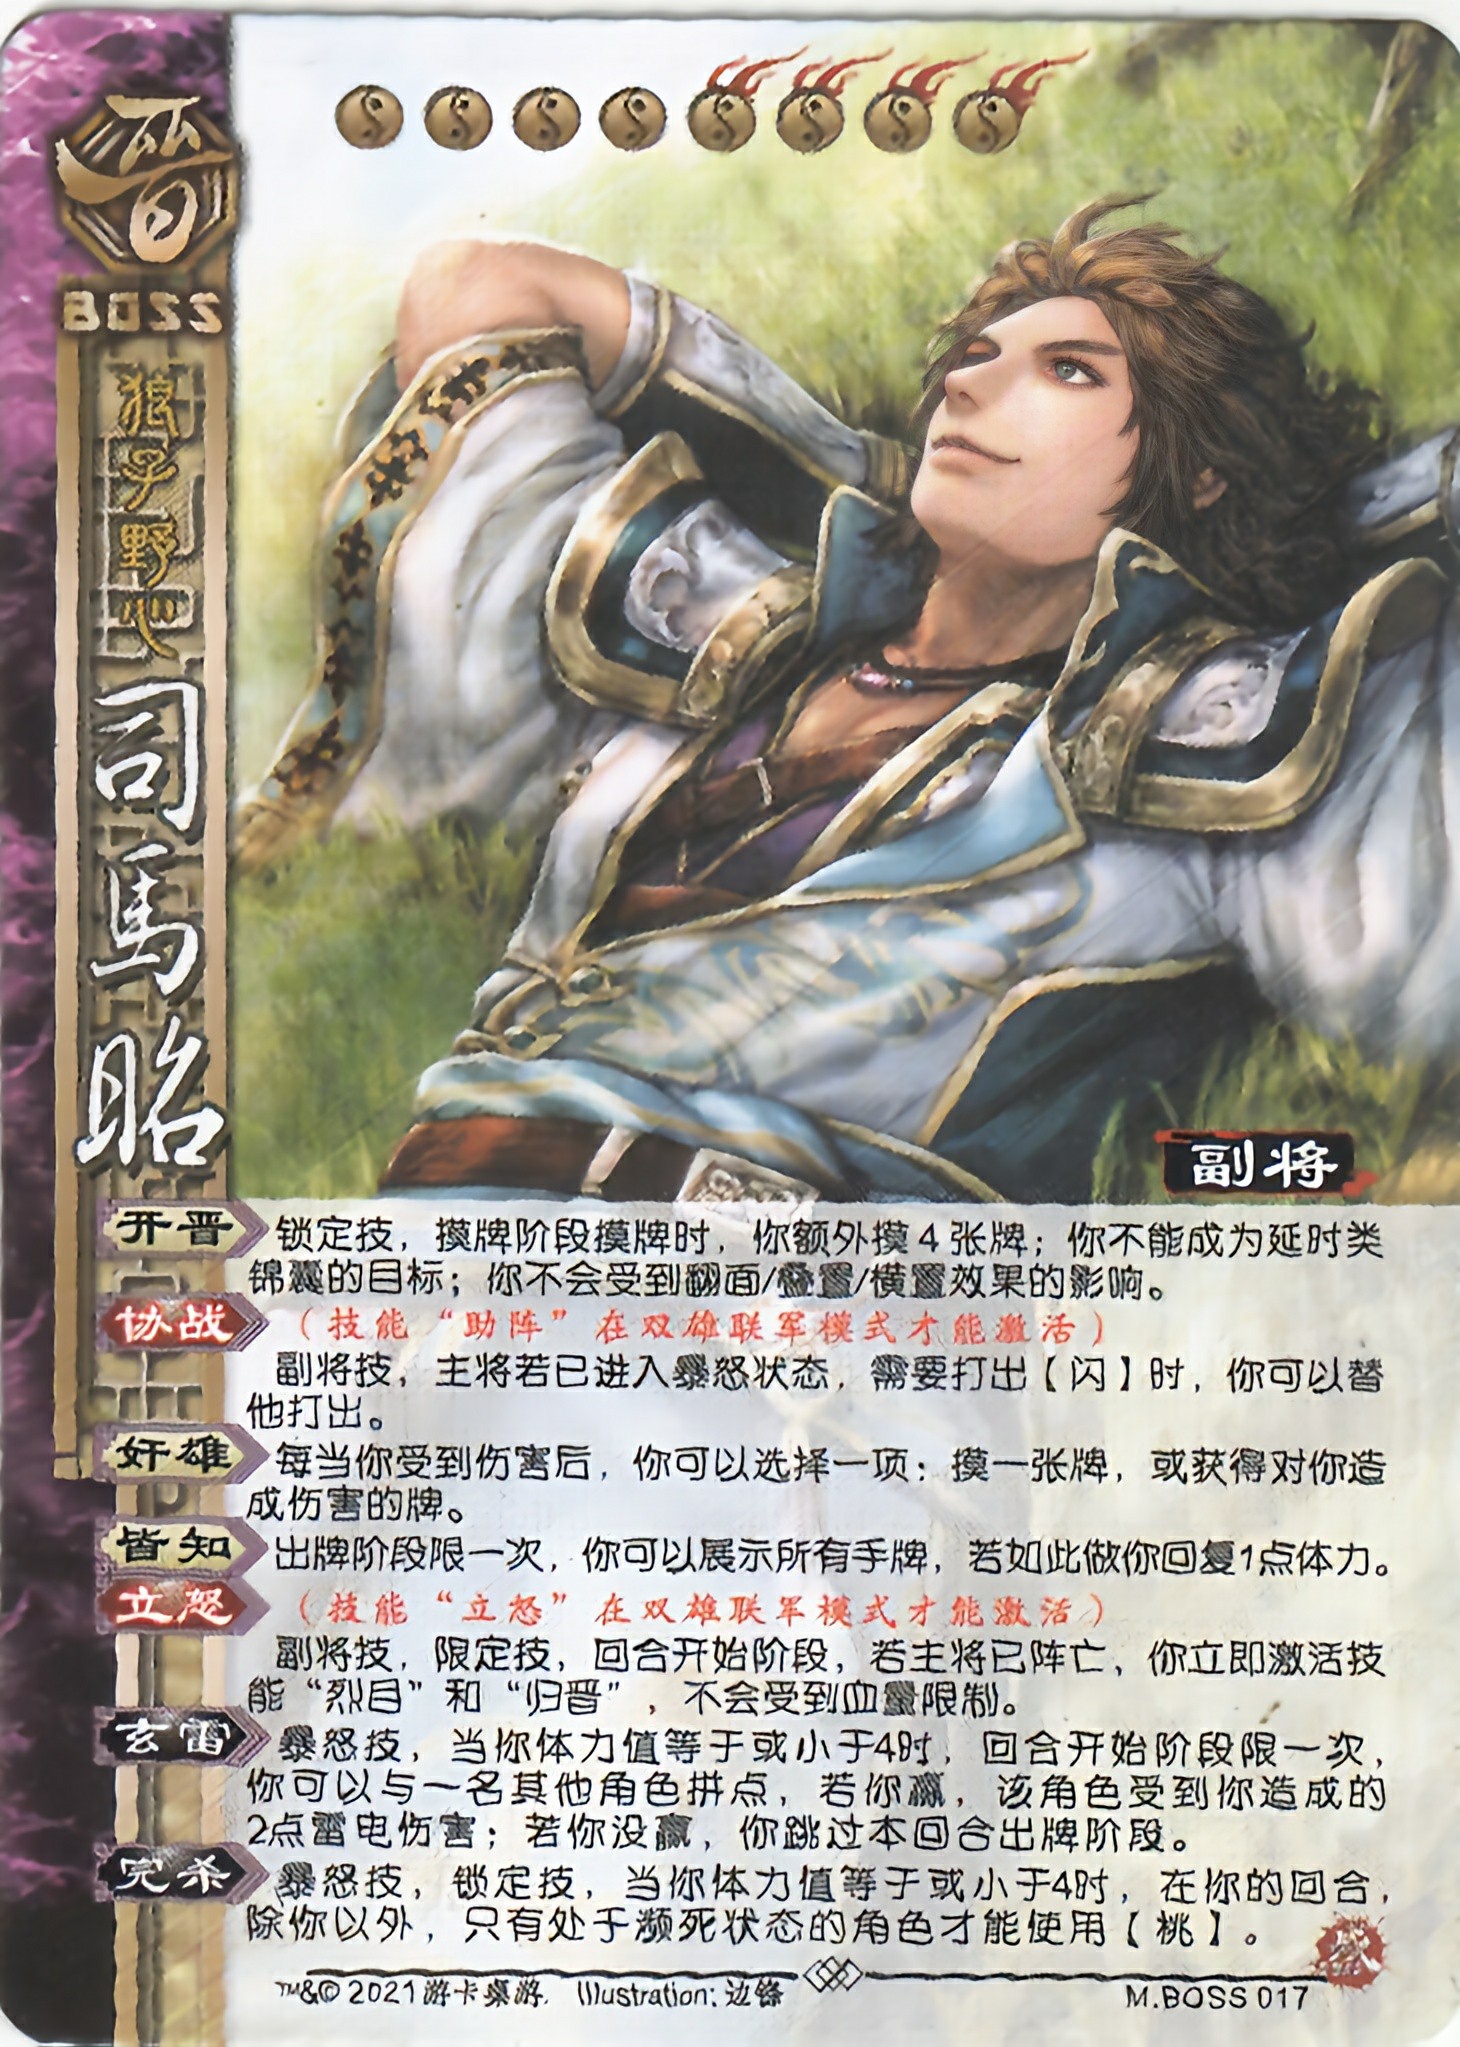 晋
BOSS
狼子野心
司馬昭
副将
开晋
锁定技，摸牌阶段摸牌时，你额外摸4张牌；你不能成为延时类
锦囊的目标；你不会受到翻面/叠置/横置效果的影响。
协战
（技能“助阵”在双雄联军模式才能激活）
副将技，主将若已进入暴怒状态，需要打出【闪】时，你可以替
他打出。
奸雄
每当你受到伤害后，你可以选择一项：摸一张牌，或获得对你造
成伤害的牌。
皆知
出牌阶段限一次，你可以展示所有手牌，若如此做你回复1点体力。
立怒
（技能“立怒”在双雄联军模式才能激活）
副将技，限定技，回合开始阶段，若主将已阵亡，你立即激活技
能“烈目”和“归晋”，不会受到血量限制。
玄雷
暴怒技，当你体力值等于或小于4时，回合开始阶段限一次，
你可以与一名其他角色拼点，若你赢，该角色受到你造成的
2点雷电伤害；若你没赢，你跳过本回合出牌阶段。
完杀
暴怒技，锁定技，当你体力值等于或小于4时，在你的回合，
除你以外，只有处于濒死状态的角色才能使用【桃】。
™&© 2021游卡桌游. Illustration: 边锋
M.BOSS 017